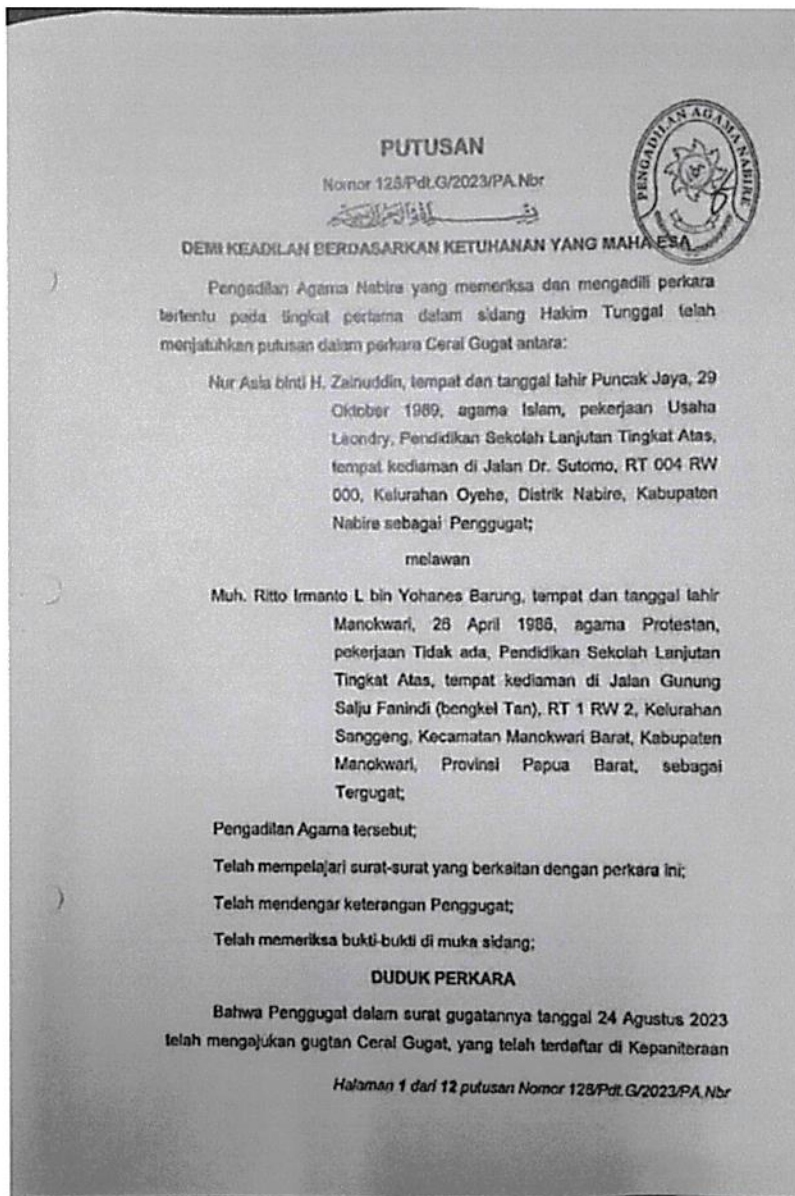 PENGADILAN AGAMA NABIRE
PUTUSAN
Nomor 128/Pdt.G/2023/PA.Nbr
DEMI KEADILAN BERDASARKAN KETUHANAN YANG MAHA ESA
Pengadilan Agama Nabire yang memeriksa dan mengadili perkara
tertentu pada tingkat pertama dalam sidang Hakim Tunggal telah
menjatuhkan putusan dalam perkara Cerai Gugat antara:
Nur Asia binti H. Zainuddin, tempat dan tanggal lahir Puncak Jaya, 29
Oktober 1989, agama Islam, pekerjaan Usaha
Laondry, Pendidikan Sekolah Lanjutan Tingkat Atas,
tempat kediaman di Jalan Dr. Sutomo, RT 004 RW
000, Kelurahan Oyehe, Distrik Nabire, Kabupaten
Nabire sebagai Penggugat;
melawan
Muh. Ritto Irmanto L bin Yohanes Barung, tempat dan tanggal lahir
Manokwari, 26 April 1986, agama Protestan,
pekerjaan Tidak ada, Pendidikan Sekolah Lanjutan
Tingkat Atas, tempat kediaman di Jalan Gunung
Salju Fanindi (bengkel Tan), RT 1 RW 2, Kelurahan
Sanggeng, Kecamatan Manokwari Barat, Kabupaten
Manokwari, Provinsi Papua Barat, sebagai
Tergugat;
Pengadilan Agama tersebut;
Telah mempelajari surat-surat yang berkaitan dengan perkara ini;
Telah mendengar keterangan Penggugat;
Telah memeriksa bukti-bukti di muka sidang;
DUDUK PERKARA
Bahwa Penggugat dalam surat gugatannya tanggal 24 Agustus 2023
telah mengajukan gugtan Cerai Gugat, yang telah terdaftar di Kepaniteraan
Halaman 1 dari 12 putusan Nomor 128/Pdt.G/2023/PA.Nbr